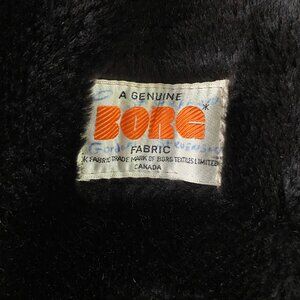 A GENUINE
BORG*
FABRIC
* FABRIC TRADE MARK OF BORG TEXTILES LIMITED
CANADA